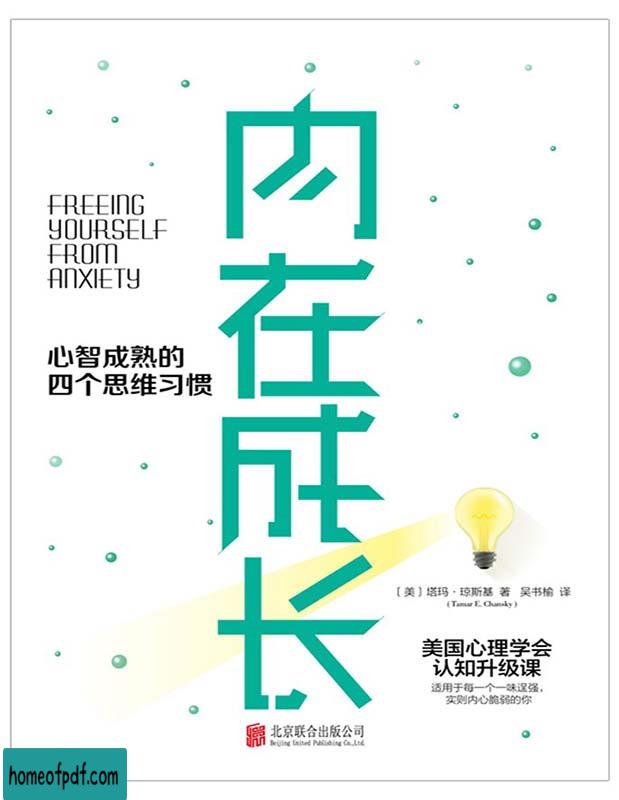 内在成长
FREEING
YOURSELF
FROM
ANXIETY
心智成熟的
四个思维习惯
［美］塔玛·琼斯基 著 吴书榆 译
(Tamar E. Chansky)
美国心理学会
认知升级课
适用于每一个一味逞强，
实则内心脆弱的你
北京联合出版公司
Beijing United Publishing Co.,Ltd.
homeofpdf.com